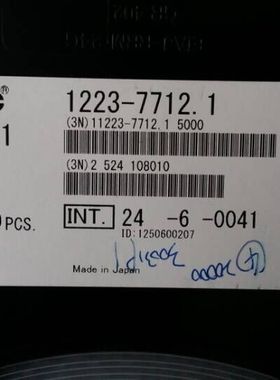 ®
1223-7712.1
1
(3N)11223-7712.1 5000
(3N)2 524 108010
PCS.
INT. 24 -6 -0041
ID:1250600207
Made in Japan